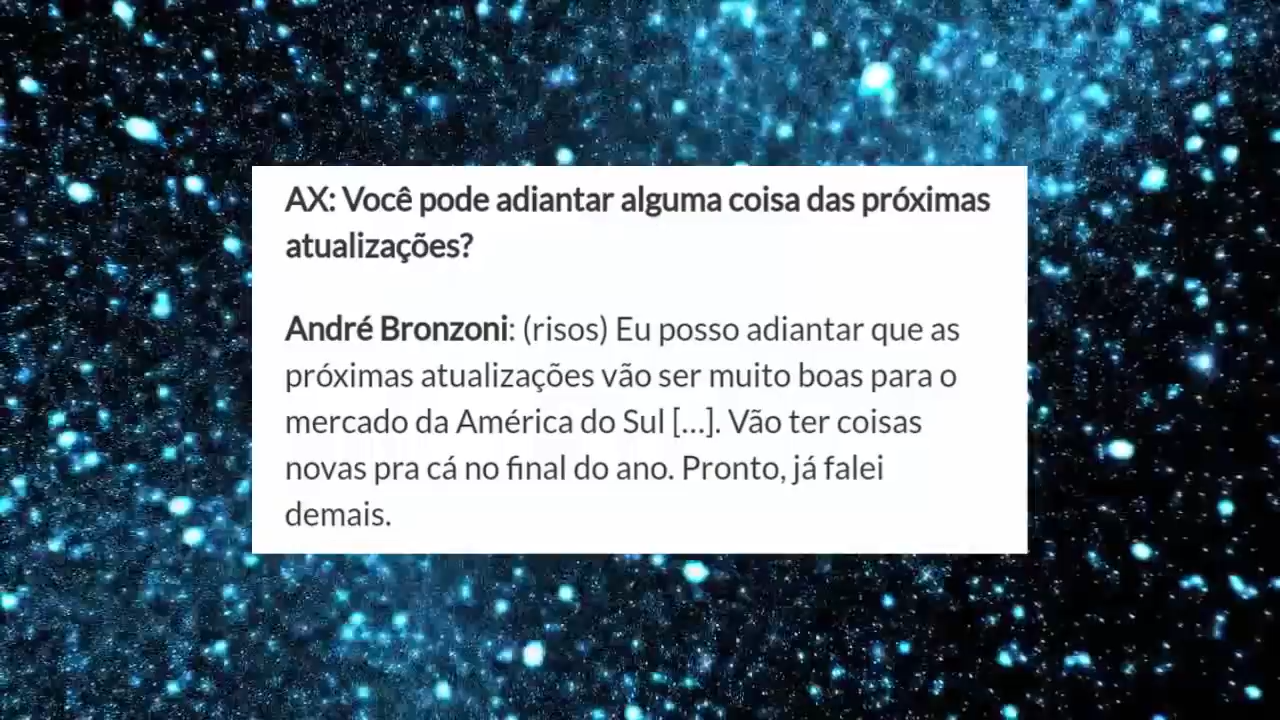 AX: Você pode adiantar alguma coisa das próximas
atualizações?
André Bronzoni: (risos) Eu posso adiantar que as
próximas atualizações vão ser muito boas para o
mercado da América do Sul [...]. Vão ter coisas
novas pra cá no final do ano. Pronto, já falei
demais.